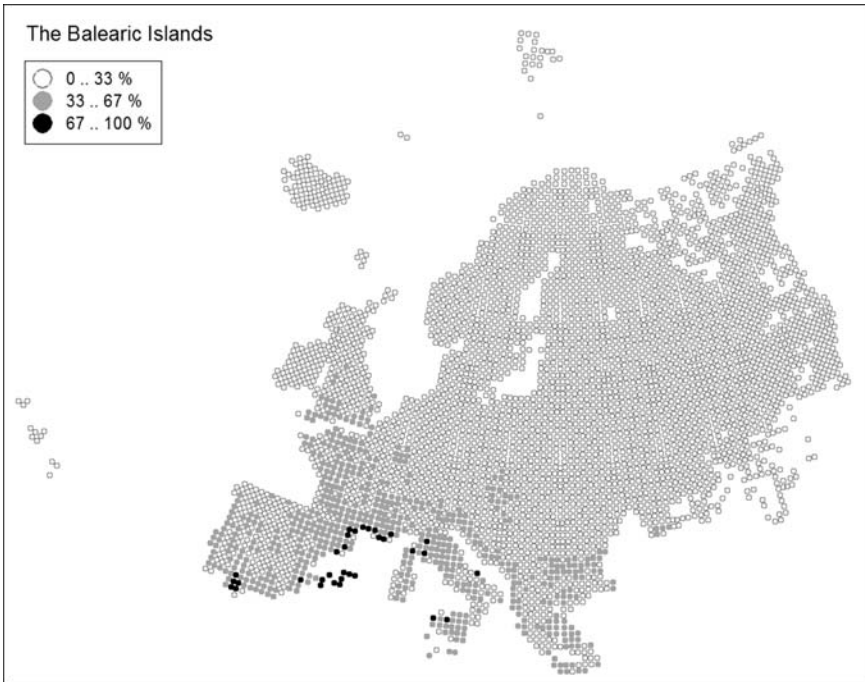 The Balearic Islands
0 .. 33 %
33 .. 67 %
67 .. 100 %